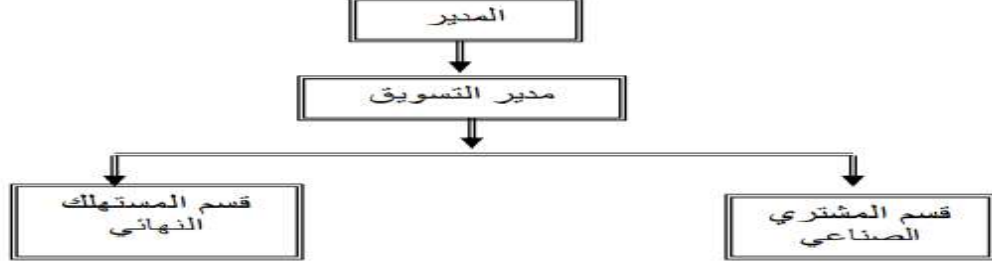 المدير
مدير التسويق
قسم المشتري
الصناعي
قسم المستهلك
النهائي